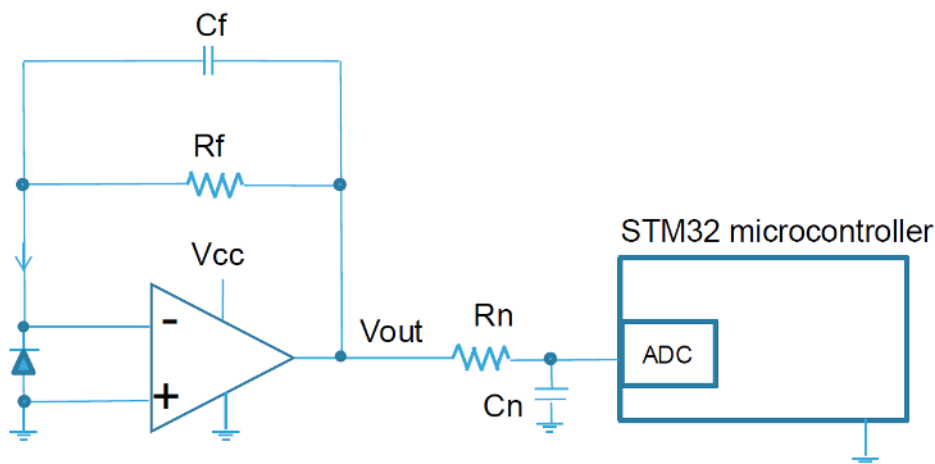 Cf
Rf
STM32 microcontroller
Vcc
-
Vout
Rn
ADC
+
Cn